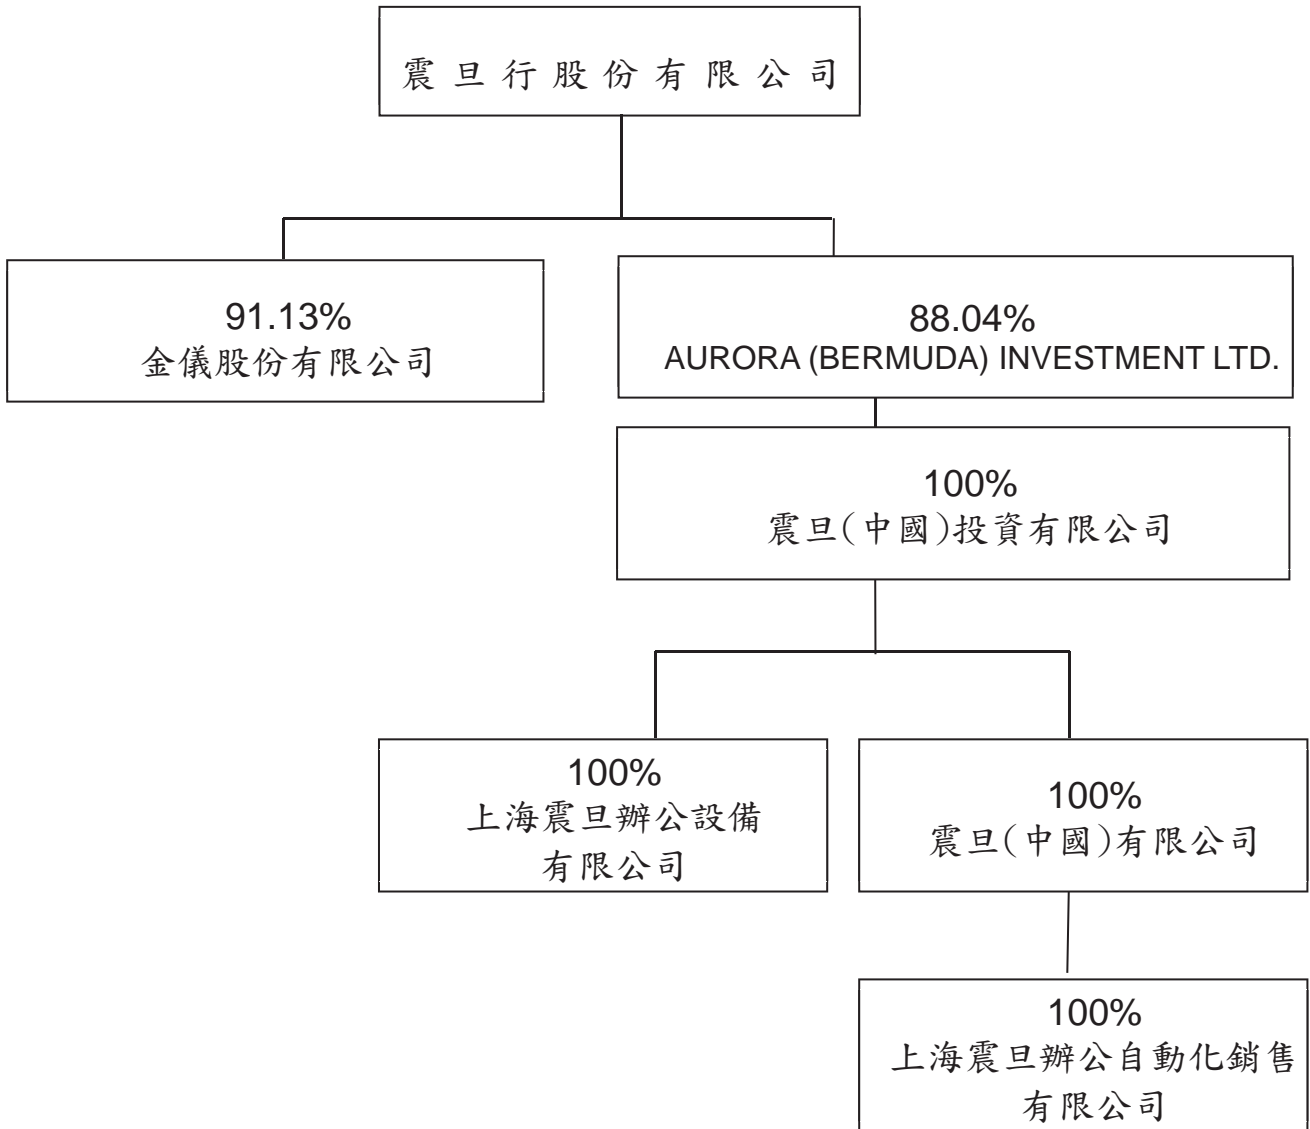 震旦行股份有限公司
91.13%
金儀股份有限公司
88.04%
AURORA (BERMUDA) INVESTMENT LTD.
100%
震旦(中國)投資有限公司
100%
上海震旦辦公設備
有限公司
100%
震旦(中國)有限公司
100%
上海震旦辦公自動化銷售
有限公司